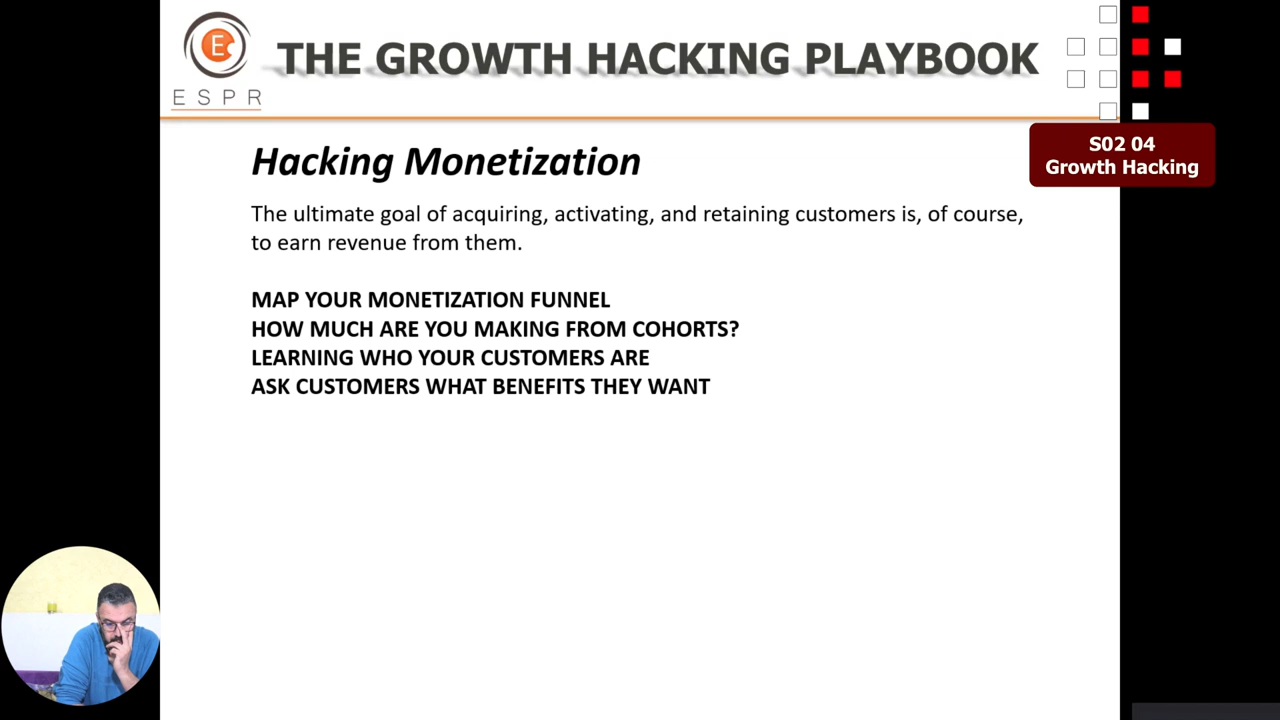 E
ESPR
THE GROWTH HACKING PLAYBOOK
S02 04
Growth Hacking
Hacking Monetization
The ultimate goal of acquiring, activating, and retaining customers is, of course,
to earn revenue from them.
MAP YOUR MONETIZATION FUNNEL
HOW MUCH ARE YOU MAKING FROM COHORTS?
LEARNING WHO YOUR CUSTOMERS ARE
ASK CUSTOMERS WHAT BENEFITS THEY WANT